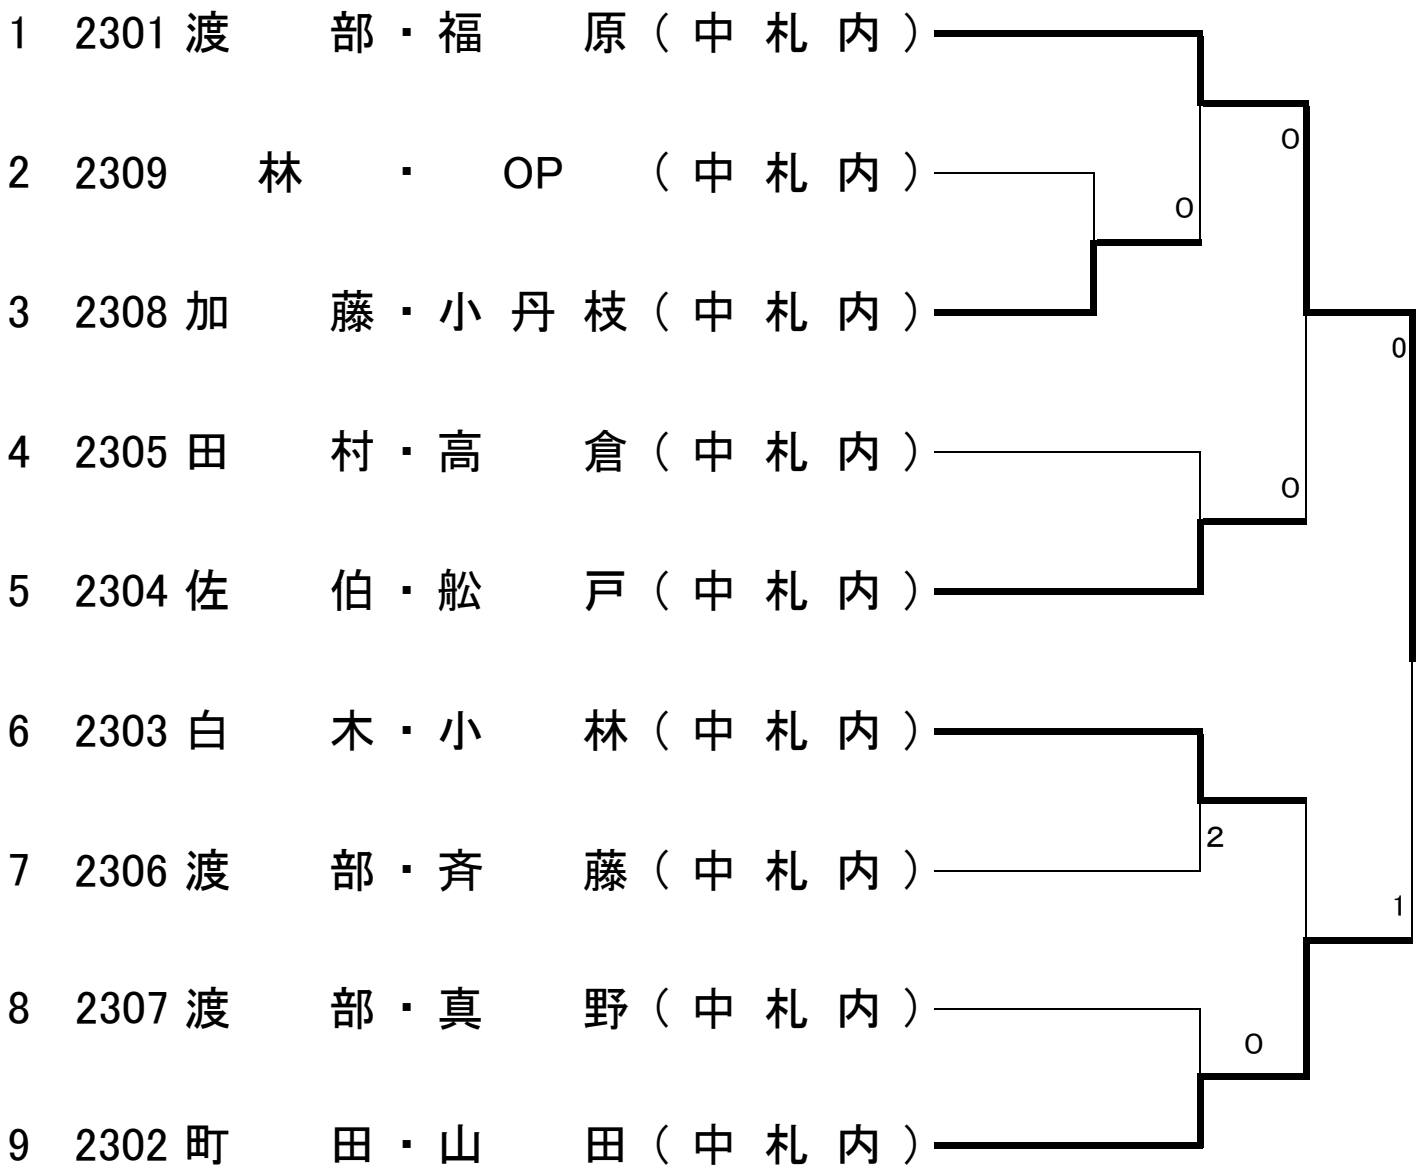 1 2301 渡部・福原(中札内)
0
2 2309 林・OP(中札内)
0
3 2308 加藤・小丹枝(中札内)
0
4 2305 田村・高倉(中札内)
0
5 2304 佐伯・舩戸(中札内)
6 2303 白木・小林(中札内)
2
7 2306 渡部・斉藤(中札内)
1
8 2307 渡部・真野(中札内)
0
9 2302 町田・山田(中札内)